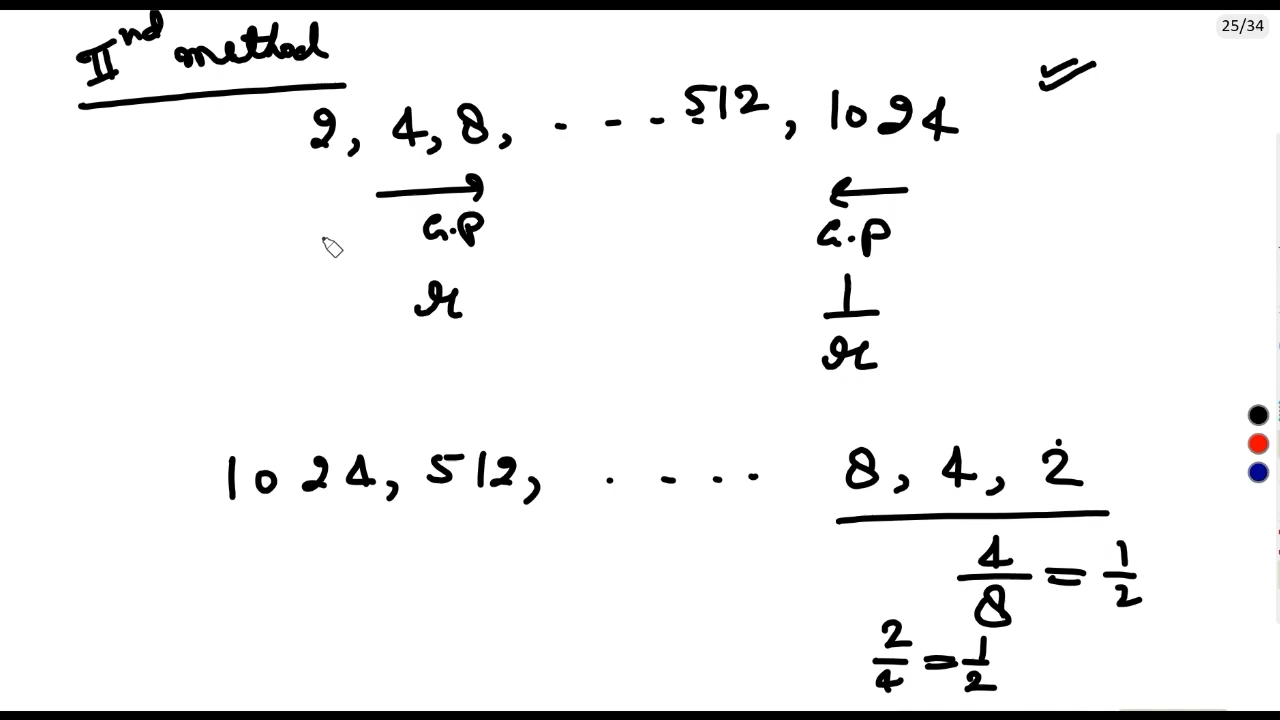 25/34
IInd method
2, 4, 8, . - - - 512, 1024
G.P G.P
r 1/r
1024, 512, . - - - 8, 4, 2
4/8 = 1/2
2/4 = 1/2